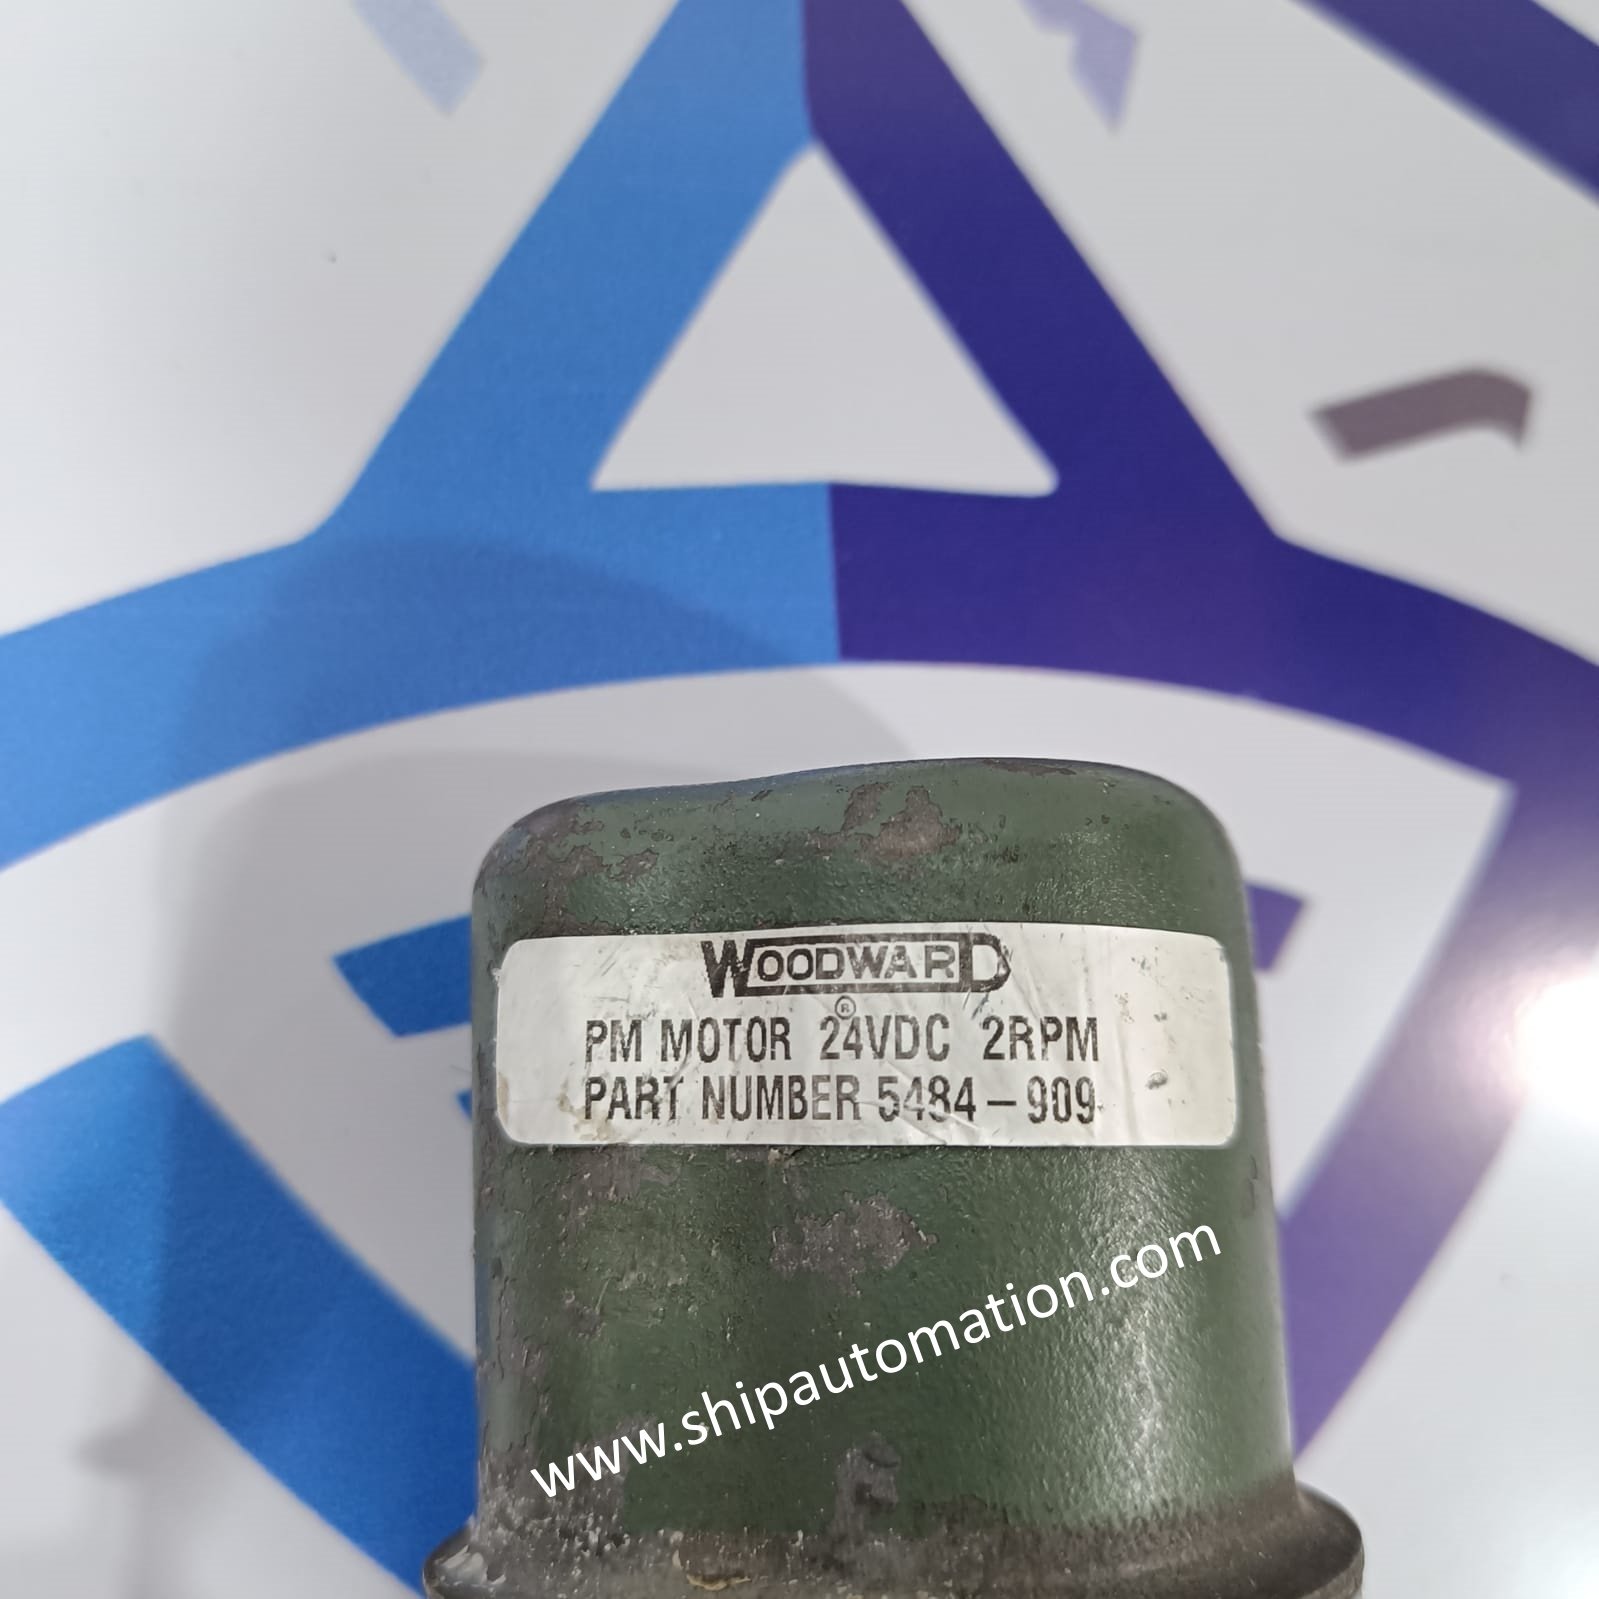 WOODWARD
®
PM MOTOR 24VDC 2RPM
PART NUMBER 5484-909
www.shipautomation.com